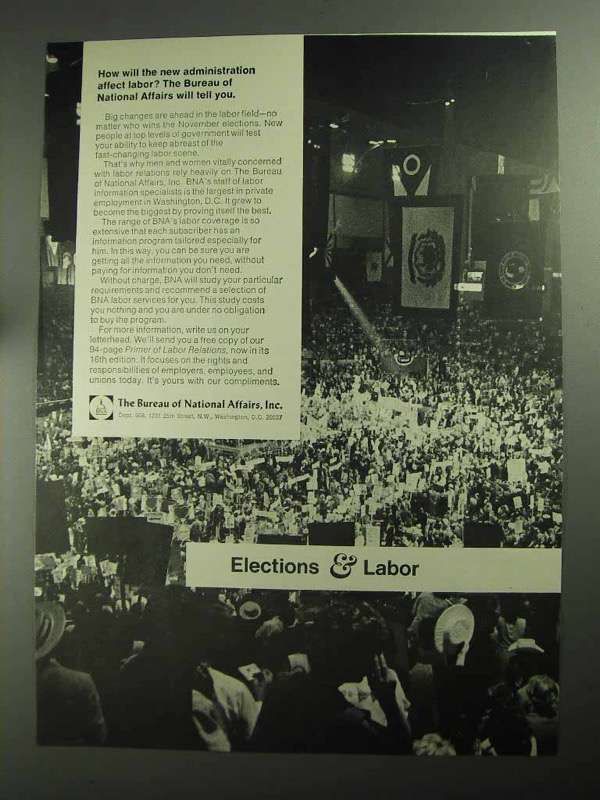 How will the new administration
affect labor? The Bureau of
National Affairs will tell you.
Big changes are ahead in the labor field—no
matter who wins the November elections. New
people at top levels of government will test
your ability to keep abreast of the
fast-changing labor scene.
That's why men and women vitally concerned
with labor relations rely heavily on The Bureau
of National Affairs, Inc. BNA's staff of labor
information specialists is the largest in private
employment in Washington, D.C. It grew to
become the biggest by proving itself the best.
The range of BNA's labor coverage is so
extensive that each subscriber has an
information program tailored especially for
him. In this way, you can be sure you are
getting all the information you need, without
paying for information you don't need.
Without charge, BNA will study your particular
requirements and recommend a selection of
BNA labor services for you. This study costs
you nothing and you are under no obligation
to buy the program.
For more information, write us on your
letterhead. We'll send you a free copy of our
94-page Primer of Labor Relations, now in its
16th edition. It focuses on the rights and
responsibilities of employers, employees, and
unions today. It's yours with our compliments.
The Bureau of National Affairs, Inc.
1231 25th Street, N.W., Washington, D.C. 20037
Elections & Labor